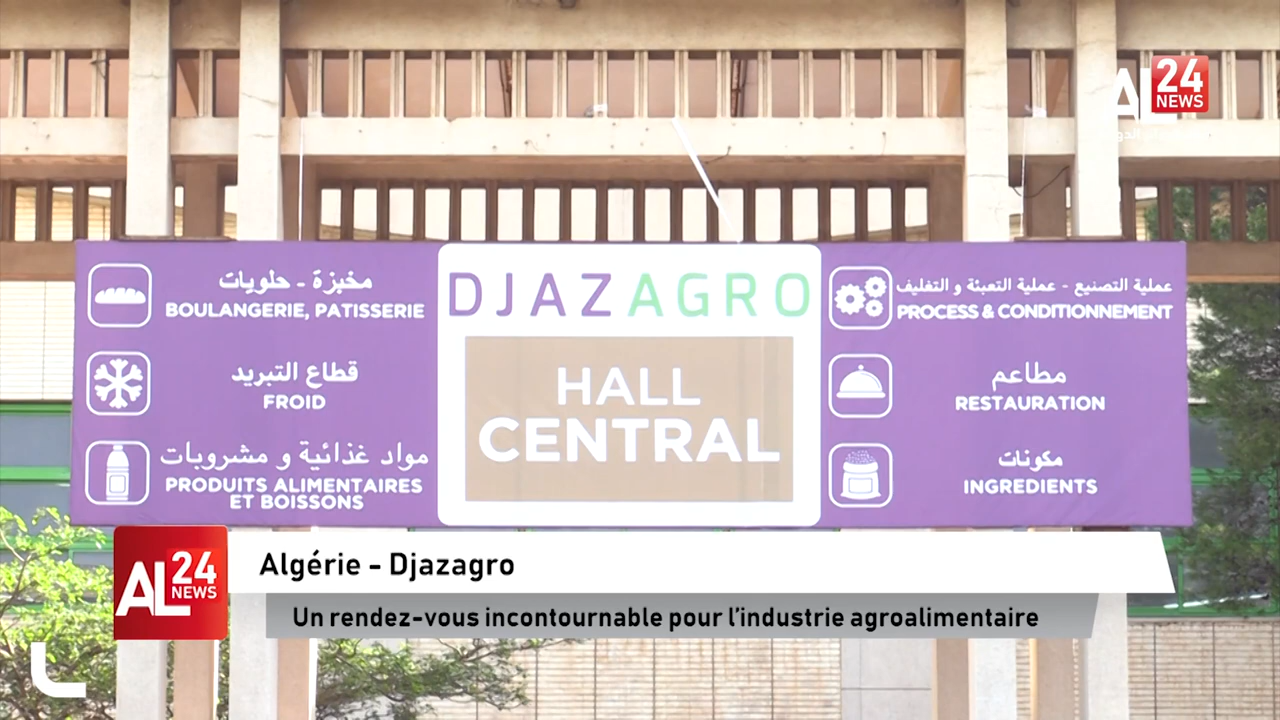 AL 24 NEWS
مخبزة - حلويات
BOULANGERIE, PATISSERIE
قطاع التبريد
FROID
مواد غذائية و مشروبات
PRODUITS ALIMENTAIRES
ET BOISSONS
DJAZAGRO
HALL
CENTRAL
عملية التصنيع - عملية التعبئة و التغليف
PROCESS & CONDITIONNEMENT
مطاعم
RESTAURATION
مكونات
INGREDIENTS
AL 24 NEWS
Algérie - Djazagro
Un rendez-vous incontournable pour l’industrie agroalimentaire